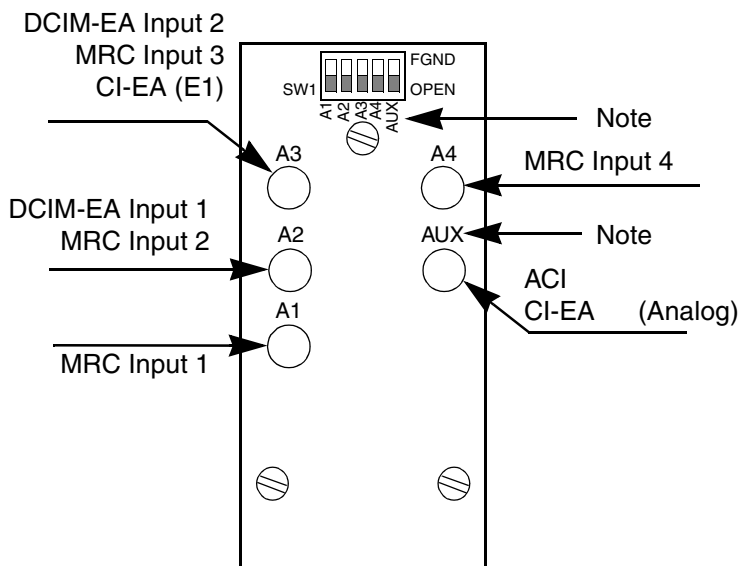 DCIM-EA Input 2
MRC Input 3
CI-EA (E1)
FGND
SW1
OPEN
A1
A2
A3
A4
AUX
Note
A3
A4
MRC Input 4
DCIM-EA Input 1
MRC Input 2
A2
AUX
Note
ACI
CI-EA (Analog)
A1
MRC Input 1